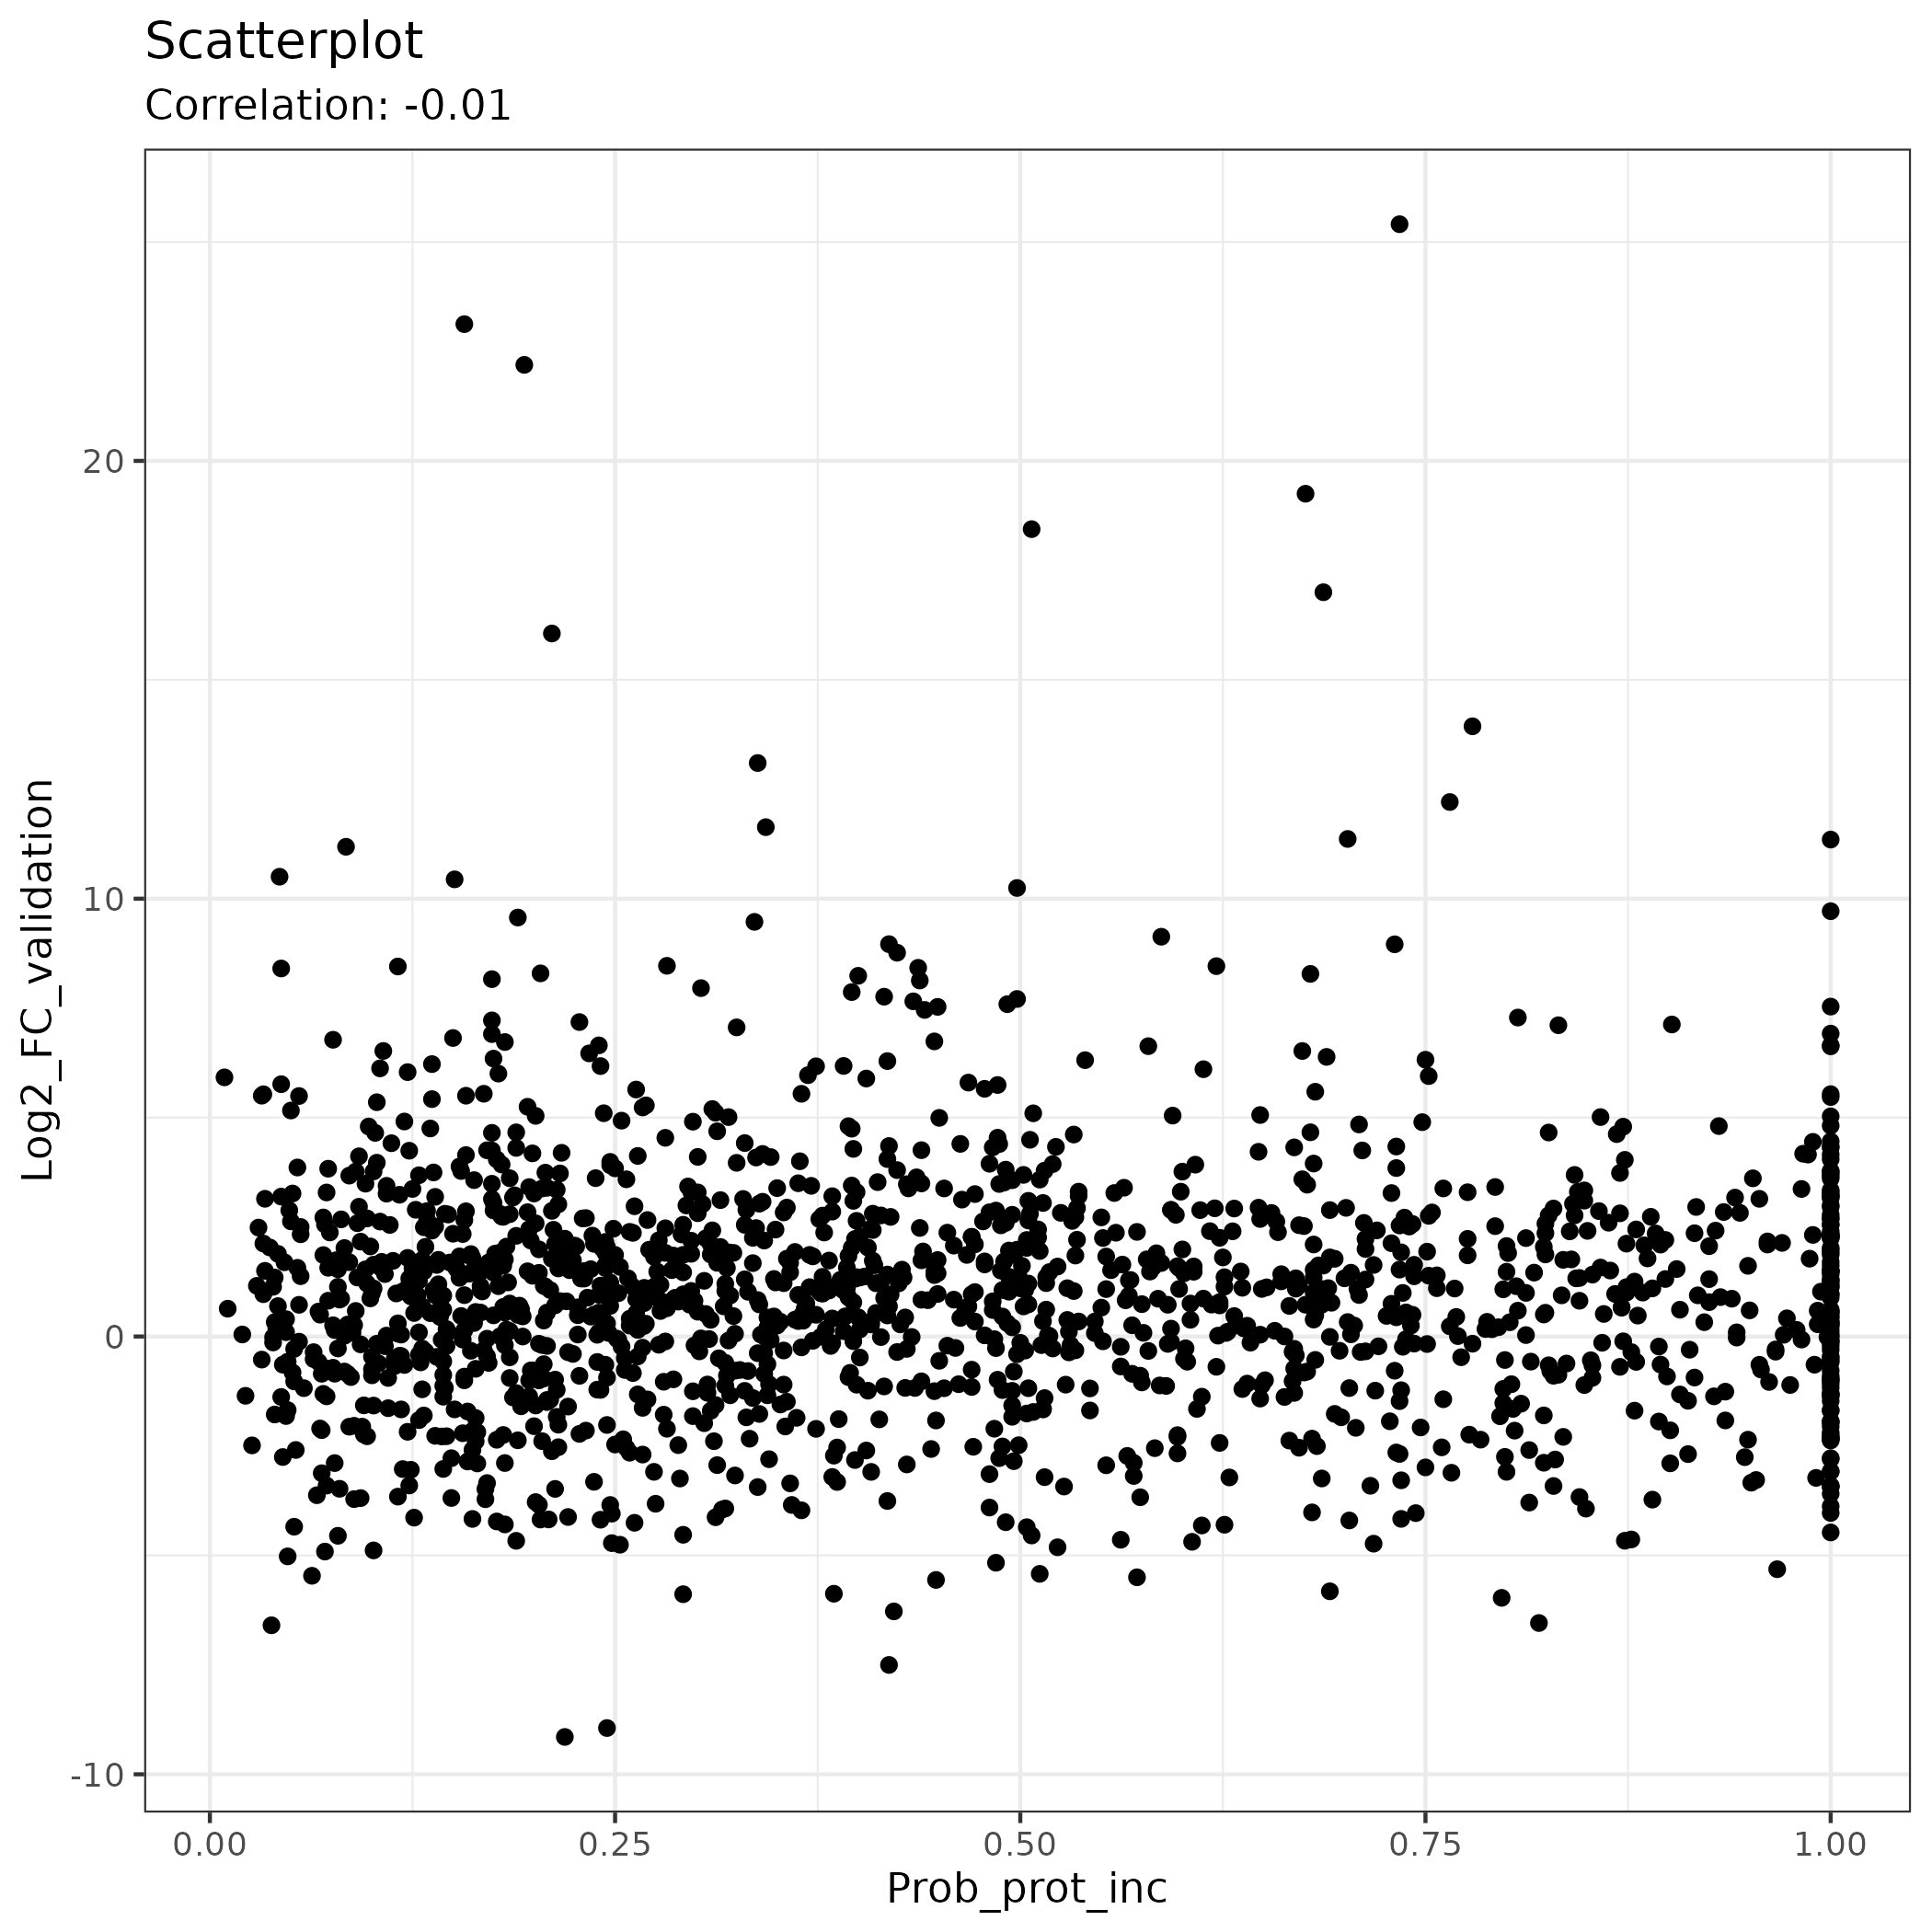 Scatterplot
Correlation: -0.01
Log2_FC_validation
20
10
0
-10
0.00
0.25
0.50
0.75
1.00
Prob_prot_inc